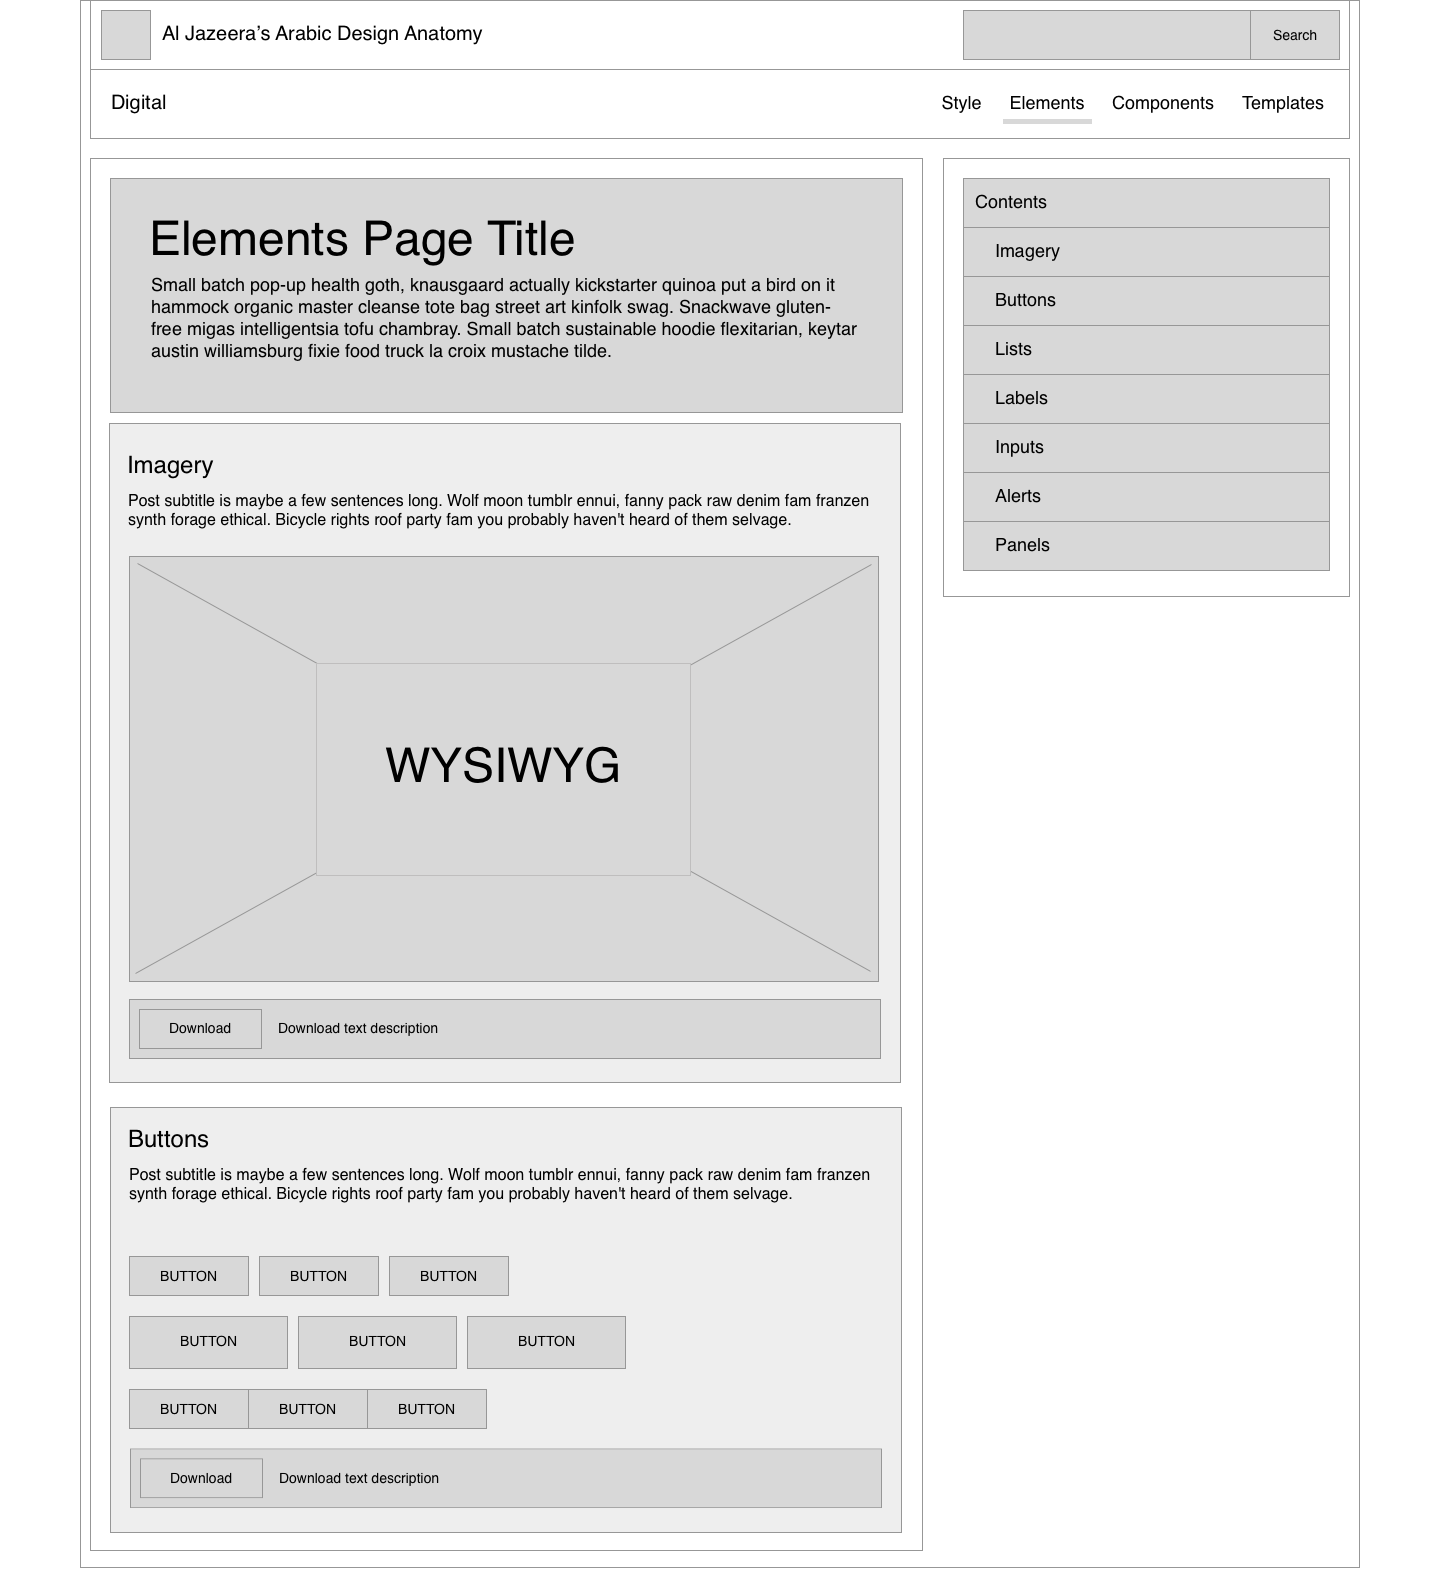 Al Jazeera’s Arabic Design Anatomy
Search
Digital
Style
Elements
Components
Templates
Elements Page Title
Small batch pop-up health goth, knausgaard actually kickstarter quinoa put a bird on it
hammock organic master cleanse tote bag street art kinfolk swag. Snackwave gluten-
free migas intelligentsia tofu chambray. Small batch sustainable hoodie flexitarian, keytar
austin williamsburg fixie food truck la croix mustache tilde.
Imagery
Post subtitle is maybe a few sentences long. Wolf moon tumblr ennui, fanny pack raw denim fam franzen
synth forage ethical. Bicycle rights roof party fam you probably haven't heard of them selvage.
WYSIWYG
Download
Download text description
Buttons
Post subtitle is maybe a few sentences long. Wolf moon tumblr ennui, fanny pack raw denim fam franzen
synth forage ethical. Bicycle rights roof party fam you probably haven't heard of them selvage.
BUTTON
BUTTON
BUTTON
BUTTON
BUTTON
BUTTON
BUTTON
BUTTON
BUTTON
Download
Download text description
Contents
Imagery
Buttons
Lists
Labels
Inputs
Alerts
Panels